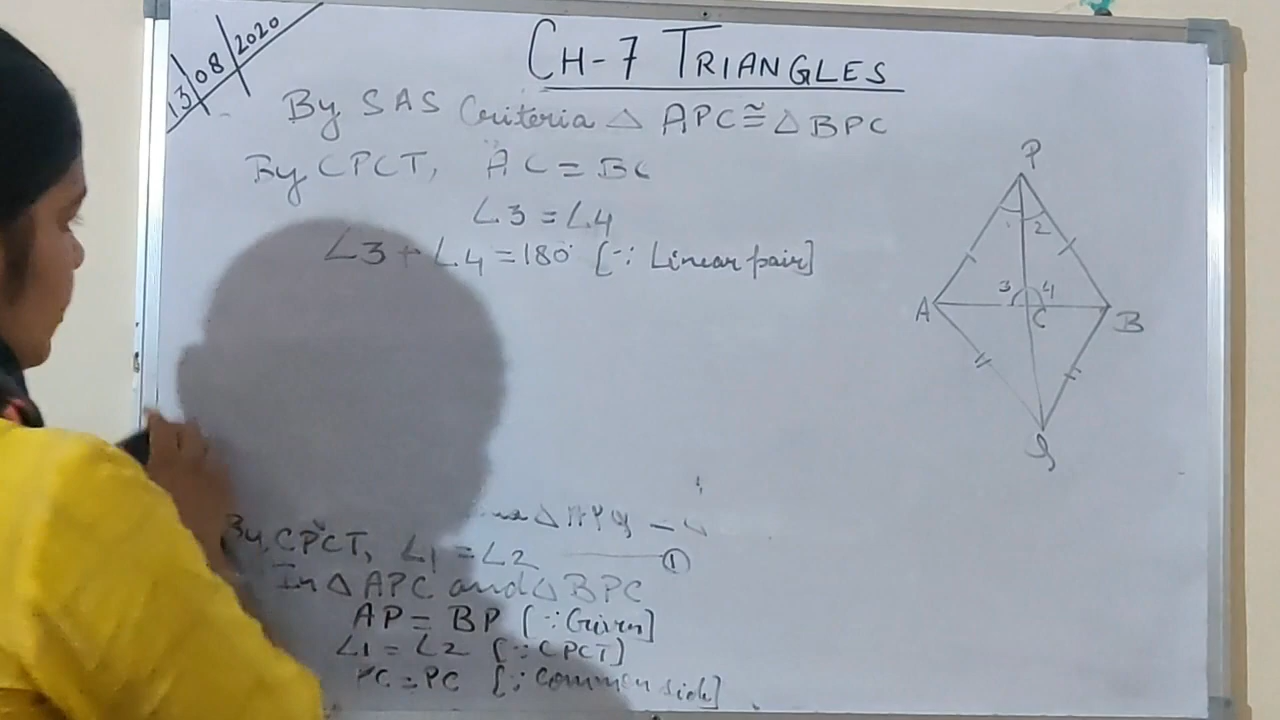 13/08/2020
CH-7 TRIANGLES
By SAS Criteria △ APC ≅ △ BPC
By CPCT, AC = BC
∠3 = ∠4
∠3 + ∠4 = 180° [∵ Linear pair]
P
2
A
3
4
C
B
Q
By CPCT, ∠1 = ∠2 —— ①
In △ APC and △ BPC
AP = BP [∵ Given]
∠1 = ∠2 [∵ CPCT]
PC = PC [∵ Common side]